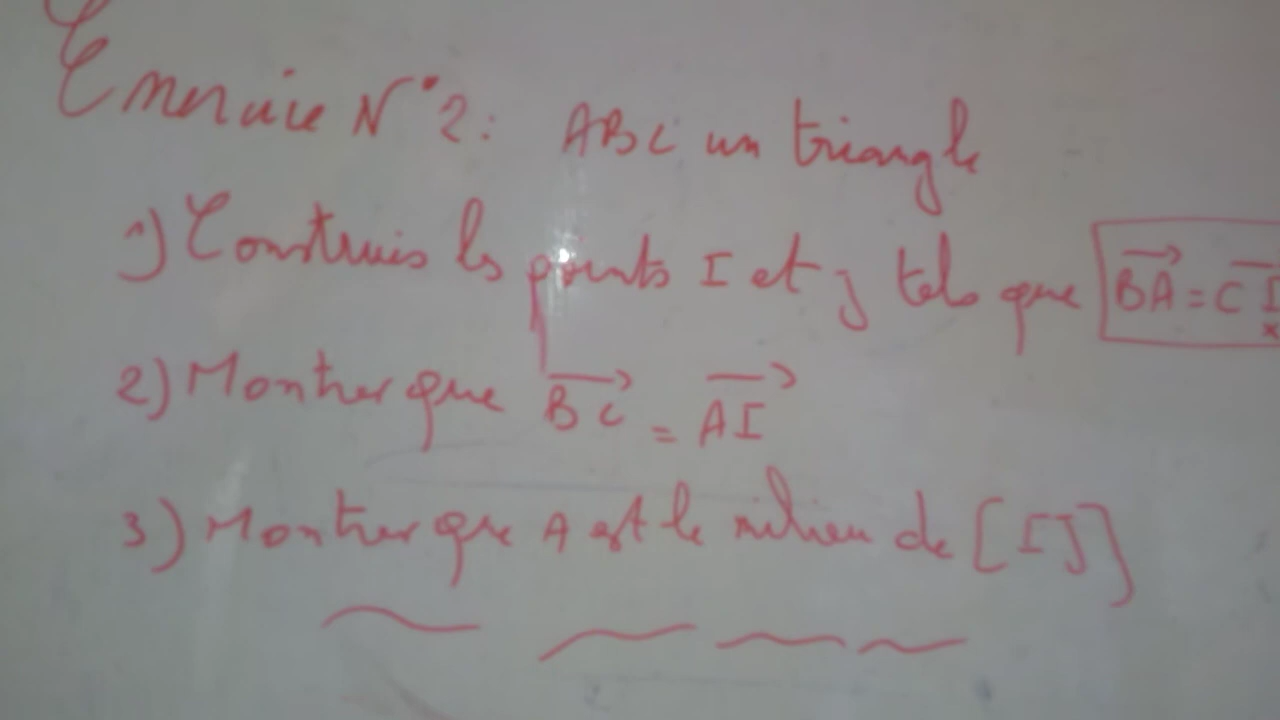 Exercice N°2: ABC un triangle
1) Construis les points I et J tels que BA = CI
2) Montrer que BC = AI
3) Montrer que A est le milieu de [IJ]